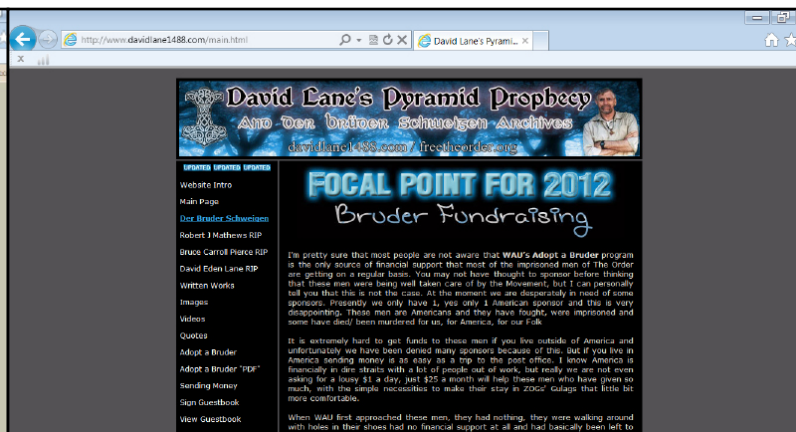 http://www.davidlane1488.com/main.html
David Lane's Pyrami...
x
David Lane's Pyramid Prophecy
And Der Brüder Schweigen Archives
davidlane1488.com / freetheorder.org
UPDATED UPDATED UPDATED
Website Intro
Main Page
Der Bruder Schweigen
Robert J Mathews RIP
Bruce Carroll Pierce RIP
David Eden Lane RIP
Written Works
Images
Videos
Quotes
Adopt a Bruder
Adopt a Bruder "PDF"
Sending Money
Sign Guestbook
View Guestbook
FOCAL POINT FOR 2012
Bruder Fundraising
I'm pretty sure that most people are not aware that WAU's Adopt a Bruder program
is the only source of financial support that most of the imprisoned men of The Order
are getting on a regular basis. You may not have thought to sponsor before thinking
that these men were being well taken care of by the Movement, but I can personally
tell you that this is not the case. At the moment we are desperately in need of some
sponsors. Presently we only have 1, yes only 1 American sponsor and this is very
disappointing. These men are Americans and they have fought, were imprisoned and
some have died/ been murdered for us, for America, for our Folk
It is extremely hard to get funds to these men if you live outside of America and
unfortunately we have been denied many sponsors because of this. But if you live in
America sending money is as easy as a trip to the post office. I know America is
financially in dire straits with a lot of people out of work, but really we are not even
asking for a lousy $1 a day, just $25 a month will help these men who have given so
much, with the simple necessities to make their stay in ZOGs' Gulags that little bit
more comfortable.
When WAU first approached these men, they had nothing, they were walking around
with holes in their shoes had no financial support at all and had basically been left to